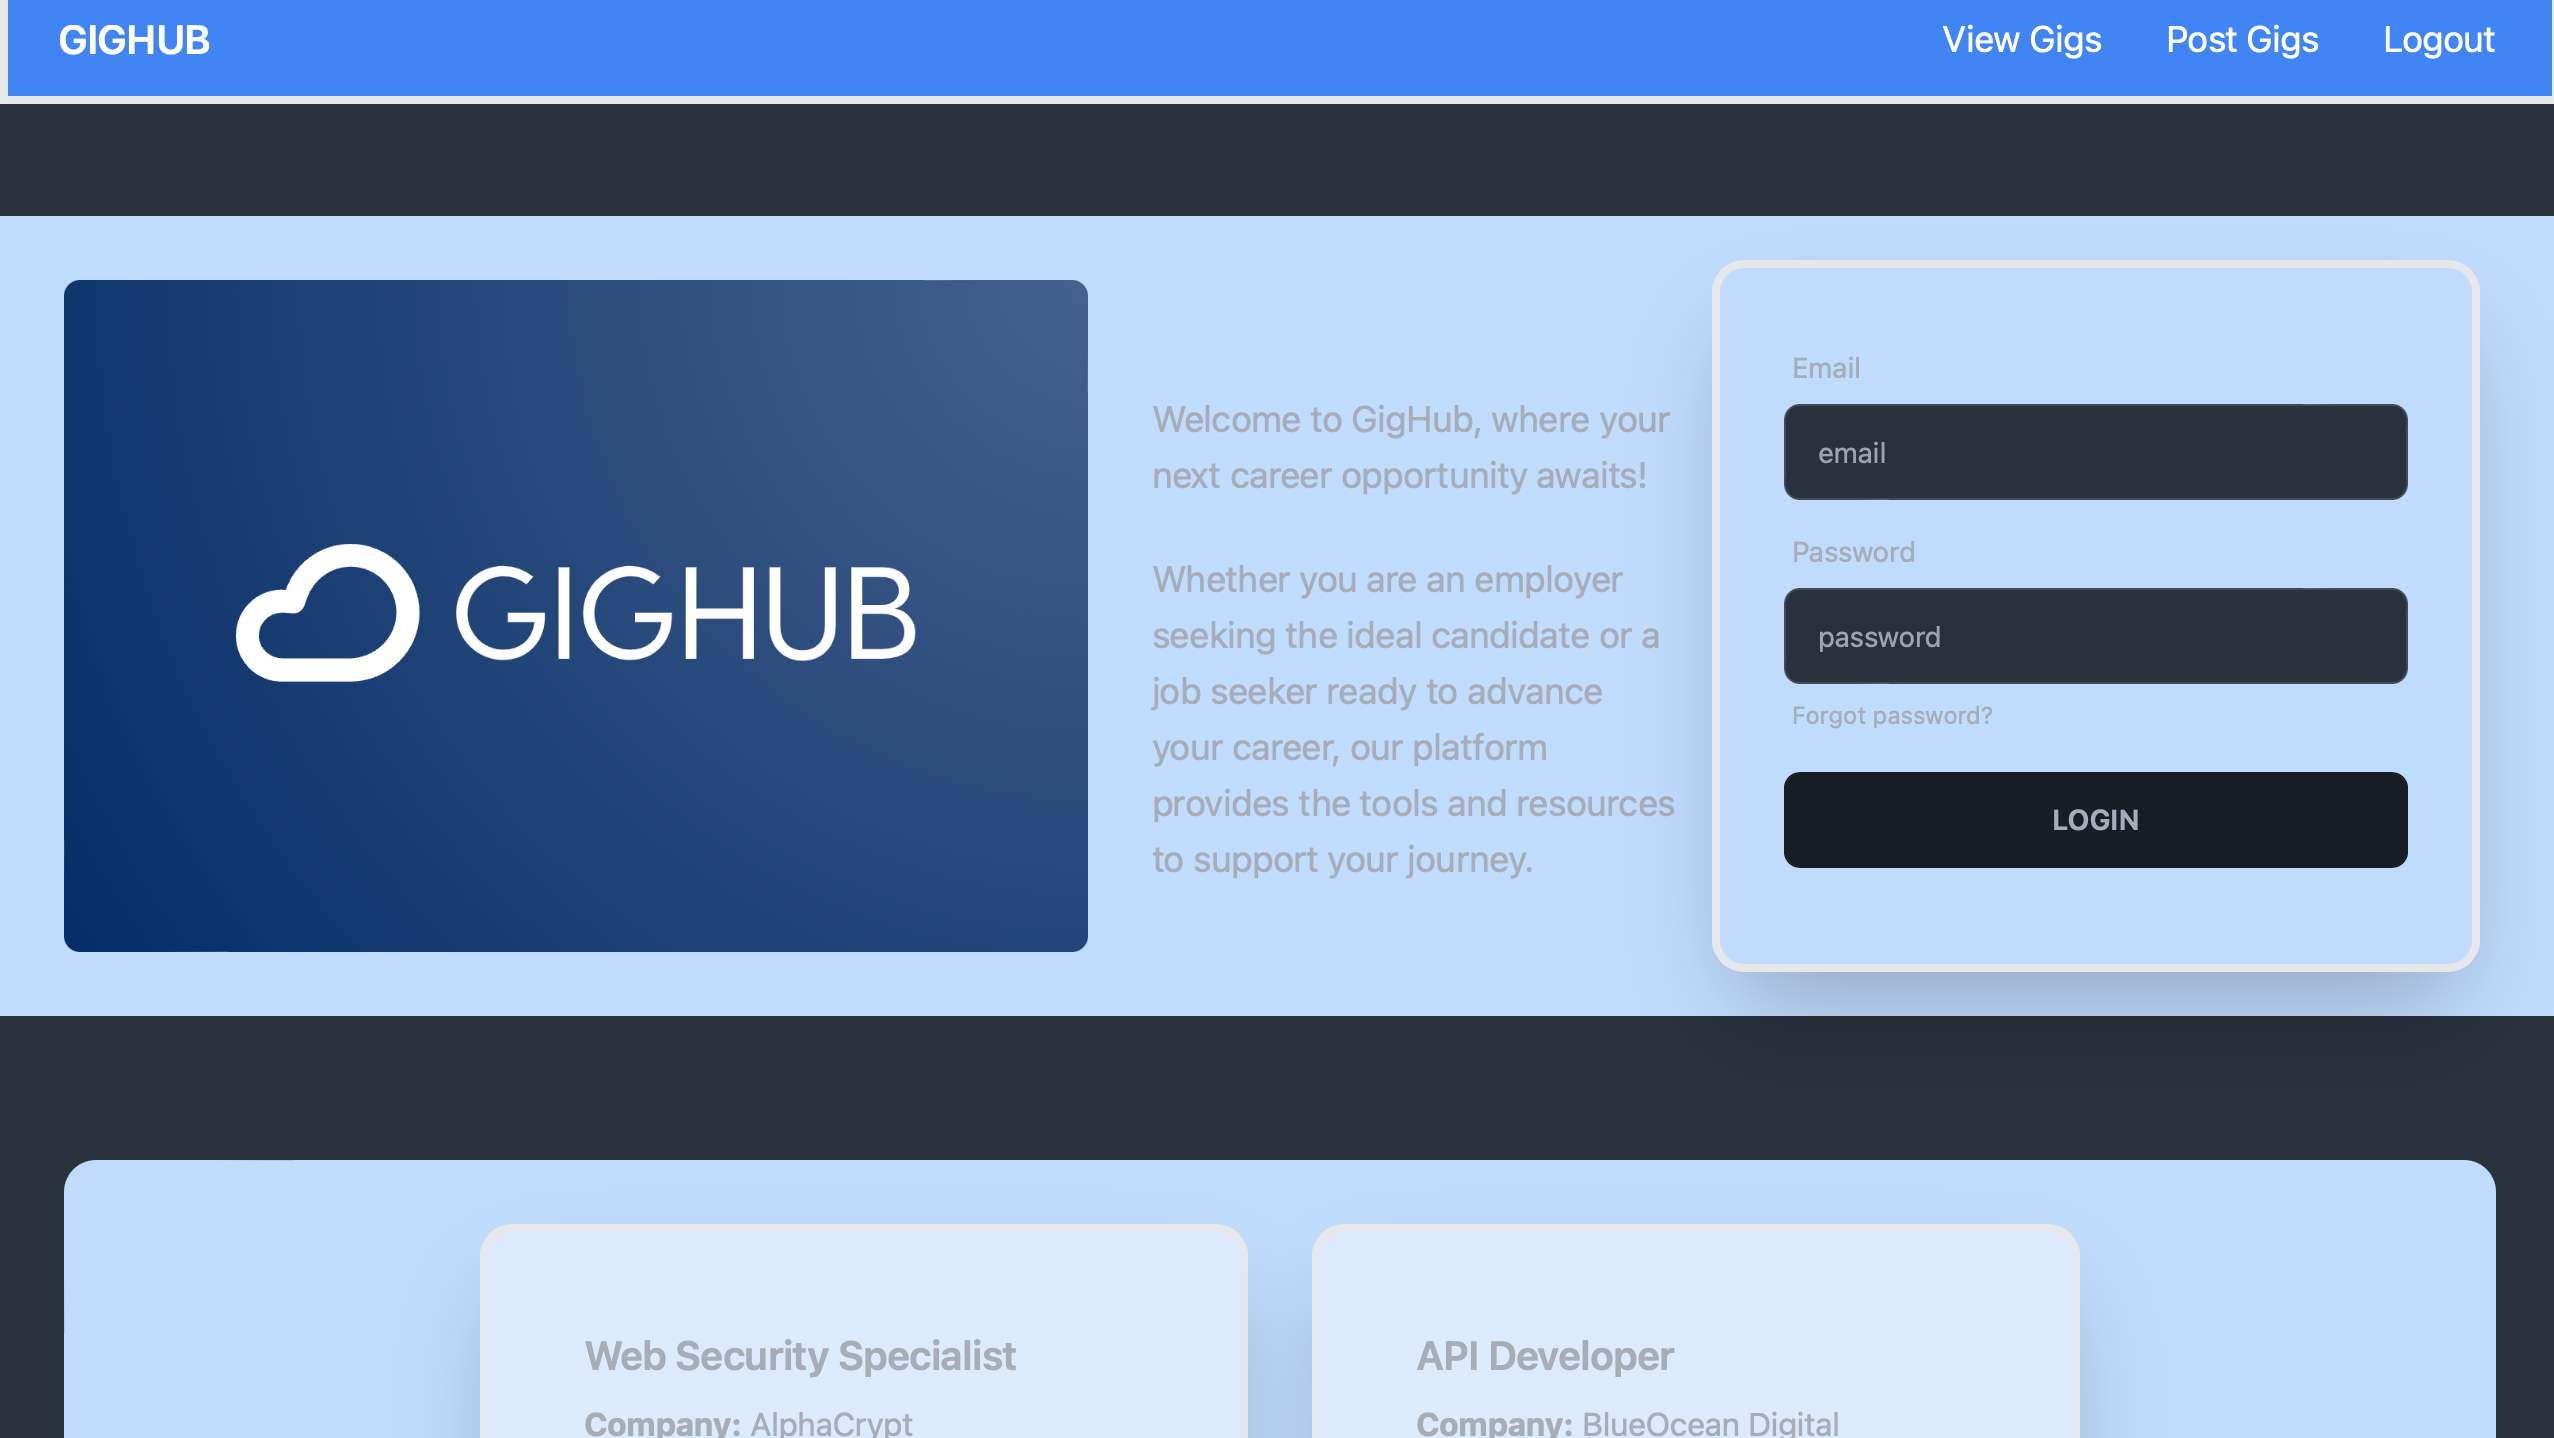 GIGHUB
View Gigs
Post Gigs
Logout
GIGHUB
Welcome to GigHub, where your
next career opportunity awaits!
Whether you are an employer
seeking the ideal candidate or a
job seeker ready to advance
your career, our platform
provides the tools and resources
to support your journey.
Email
email
Password
password
Forgot password?
LOGIN
Web Security Specialist
Company: AlphaCrypt
API Developer
Company: BlueOcean Digital